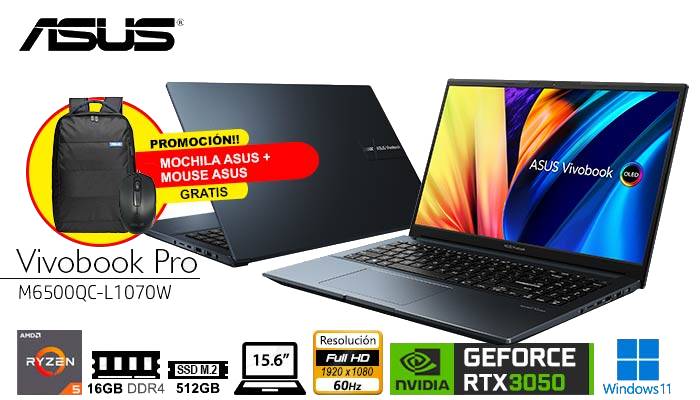 ASUS
PROMOCIÓN!!
MOCHILA ASUS +
MOUSE ASUS
GRATIS
ASUS Vivobook
OLED
Vivobook Pro
M6500QC-L1070W
AMD
RYZEN
5
16GB DDR4
SSD M.2
512GB
15.6”
Resolución
Full HD
1920 x1080
60Hz
NVIDIA
GEFORCE
RTX3050
Windows11